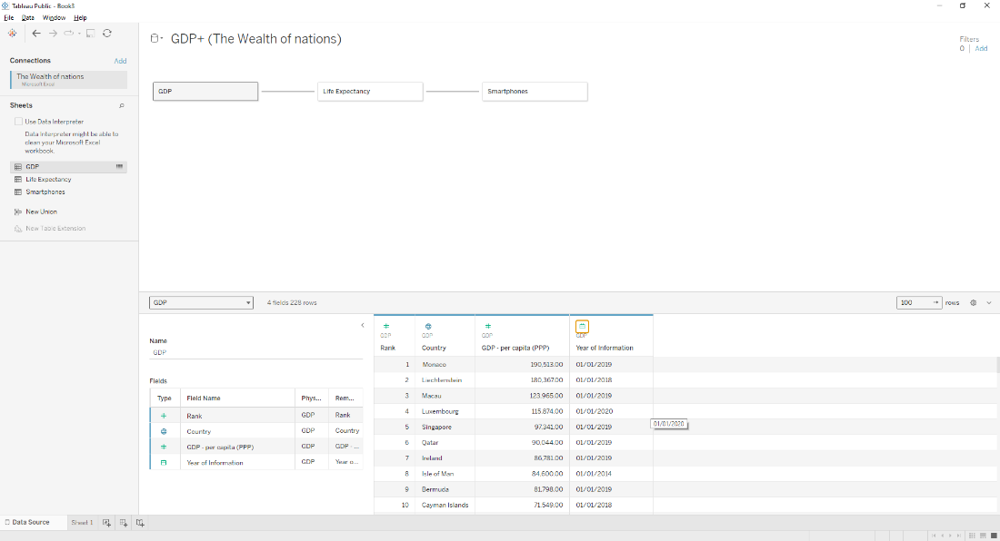 Tableau Public - Book3
File Data Window Help
Connections Add
The Wealth of nations
Microsoft Excel
Sheets
Use Data Interpreter
Data Interpreter might be able to
clean your Microsoft Excel
workbook.
GDP
Life Expectancy
Smartphones
New Union
New Table Extension
GDP+ (The Wealth of nations)
Filters
0 Add
GDP Life Expectancy Smartphones
GDP 4 fields 228 rows 100 rows
Name
GDP
Fields
Type Field Name Phys... Rem...
Rank GDP Rank
Country GDP Country
GDP - per capita (PPP) GDP GDP - ...
Year of Information GDP Year o...
GDP GDP GDP GDP
Rank Country GDP - per capita (PPP) Year of Information
1 Monaco 190,513.00 01/01/2019
2 Liechtenstein 180,367.00 01/01/2018
3 Macau 123,965.00 01/01/2019
4 Luxembourg 115,874.00 01/01/2020
5 Singapore 97,341.00 01/01/2019
6 Qatar 90,044.00 01/01/2019
7 Ireland 86,781.00 01/01/2019
8 Isle of Man 84,600.00 01/01/2014
9 Bermuda 81,798.00 01/01/2019
10 Cayman Islands 71,549.00 01/01/2018
01/01/2020
Data Source Sheet 1